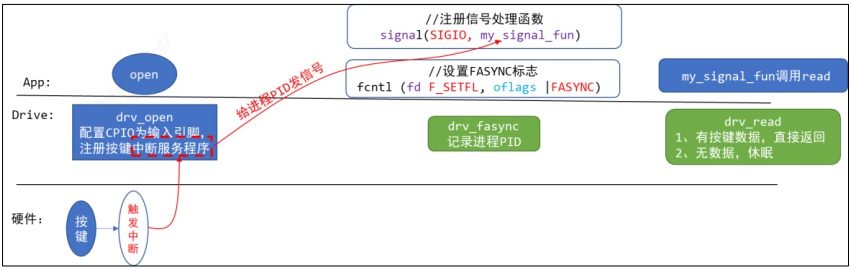 //注册信号处理函数
signal(SIGIO, my_signal_fun)
App:
open
//设置FASYNC标志
fcntl (fd F_SETFL, oflags |FASYNC)
my_signal_fun调用read
给进程PID发信号
Drive:
drv_open
配置CPIO为输入引脚,
注册按键中断服务程序
drv_fasync
记录进程PID
drv_read
1、有按键数据，直接返回
2、无数据，休眠
硬件：
按
键
触
发
中
断